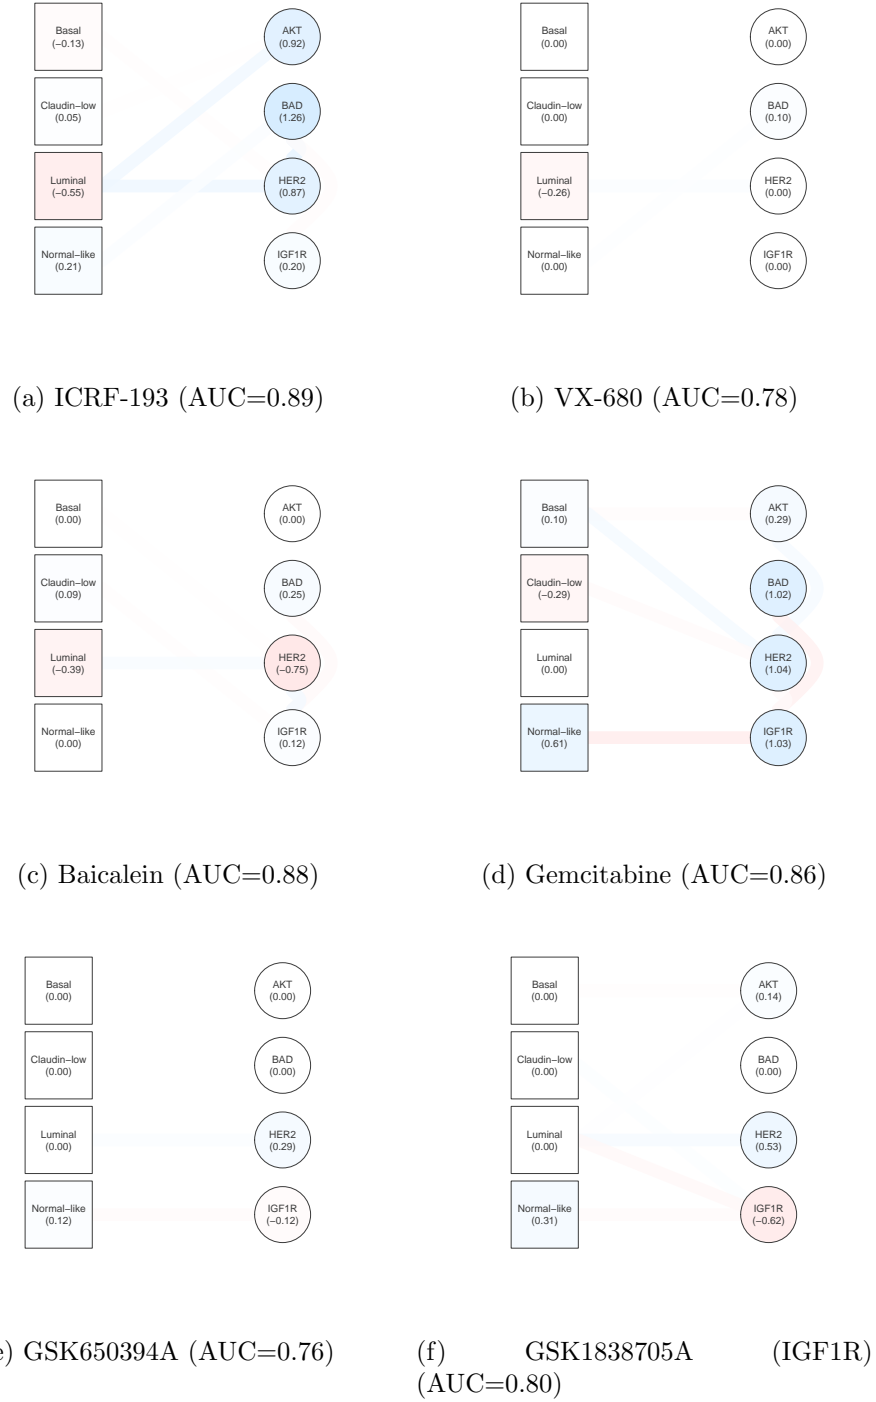 Basal
(−0.13)
Claudin−low
(0.05)
Luminal
(−0.55)
Normal−like
(0.21)
AKT
(0.92)
BAD
(1.26)
HER2
(0.87)
IGF1R
(0.20)
(a) ICRF-193 (AUC=0.89)
Basal
(0.00)
Claudin−low
(0.00)
Luminal
(−0.26)
Normal−like
(0.00)
AKT
(0.00)
BAD
(0.10)
HER2
(0.00)
IGF1R
(0.00)
(b) VX-680 (AUC=0.78)
Basal
(0.00)
Claudin−low
(0.09)
Luminal
(−0.39)
Normal−like
(0.00)
AKT
(0.00)
BAD
(0.25)
HER2
(−0.75)
IGF1R
(0.12)
(c) Baicalein (AUC=0.88)
Basal
(0.10)
Claudin−low
(−0.29)
Luminal
(0.00)
Normal−like
(0.61)
AKT
(0.29)
BAD
(1.02)
HER2
(1.04)
IGF1R
(1.03)
(d) Gemcitabine (AUC=0.86)
Basal
(0.00)
Claudin−low
(0.00)
Luminal
(0.00)
Normal−like
(0.12)
AKT
(0.00)
BAD
(0.00)
HER2
(0.29)
IGF1R
(−0.12)
e) GSK650394A (AUC=0.76)
Basal
(0.00)
Claudin−low
(0.00)
Luminal
(0.00)
Normal−like
(0.31)
AKT
(0.14)
BAD
(0.00)
HER2
(0.53)
IGF1R
(−0.62)
(f) GSK1838705A (IGF1R)
(AUC=0.80)